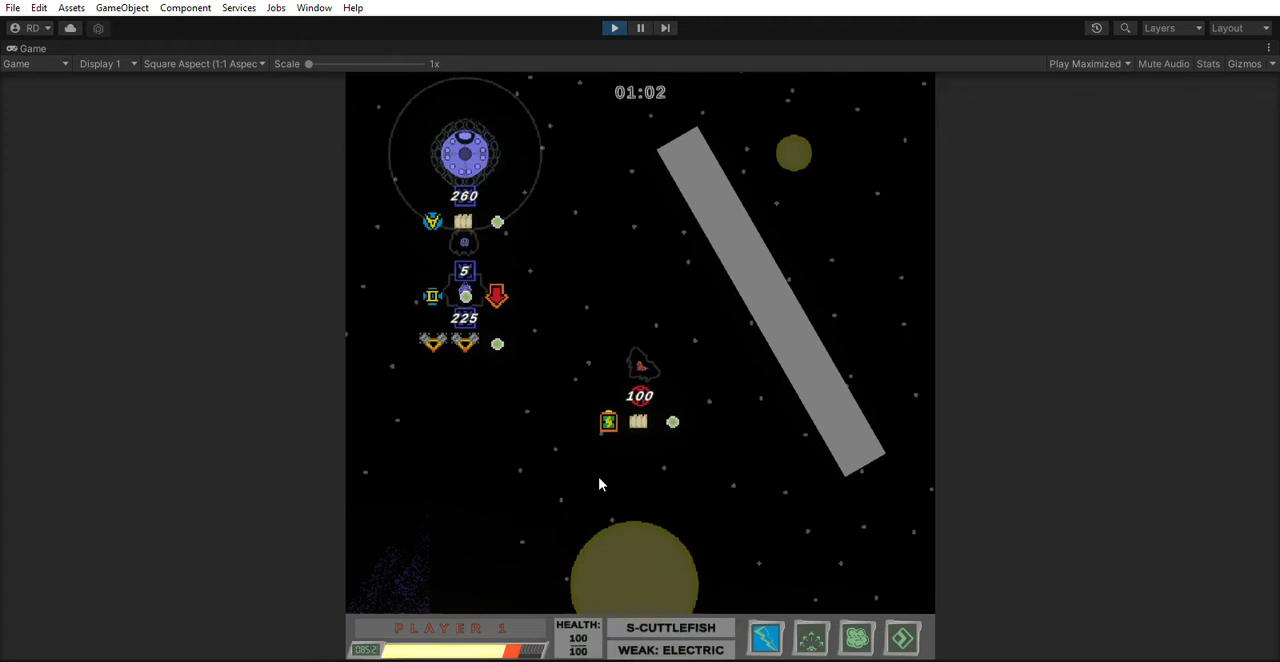 File Edit Assets GameObject Component Services Jobs Window Help
RD Layers Layout
Game
Game Display 1 Square Aspect (1:1 Aspec Scale 1x Play Maximized Mute Audio Stats Gizmos
01:02
260
5
225
100
PLAYER 1 HEALTH: S-CUTTLEFISH
100
100 WEAK: ELECTRIC